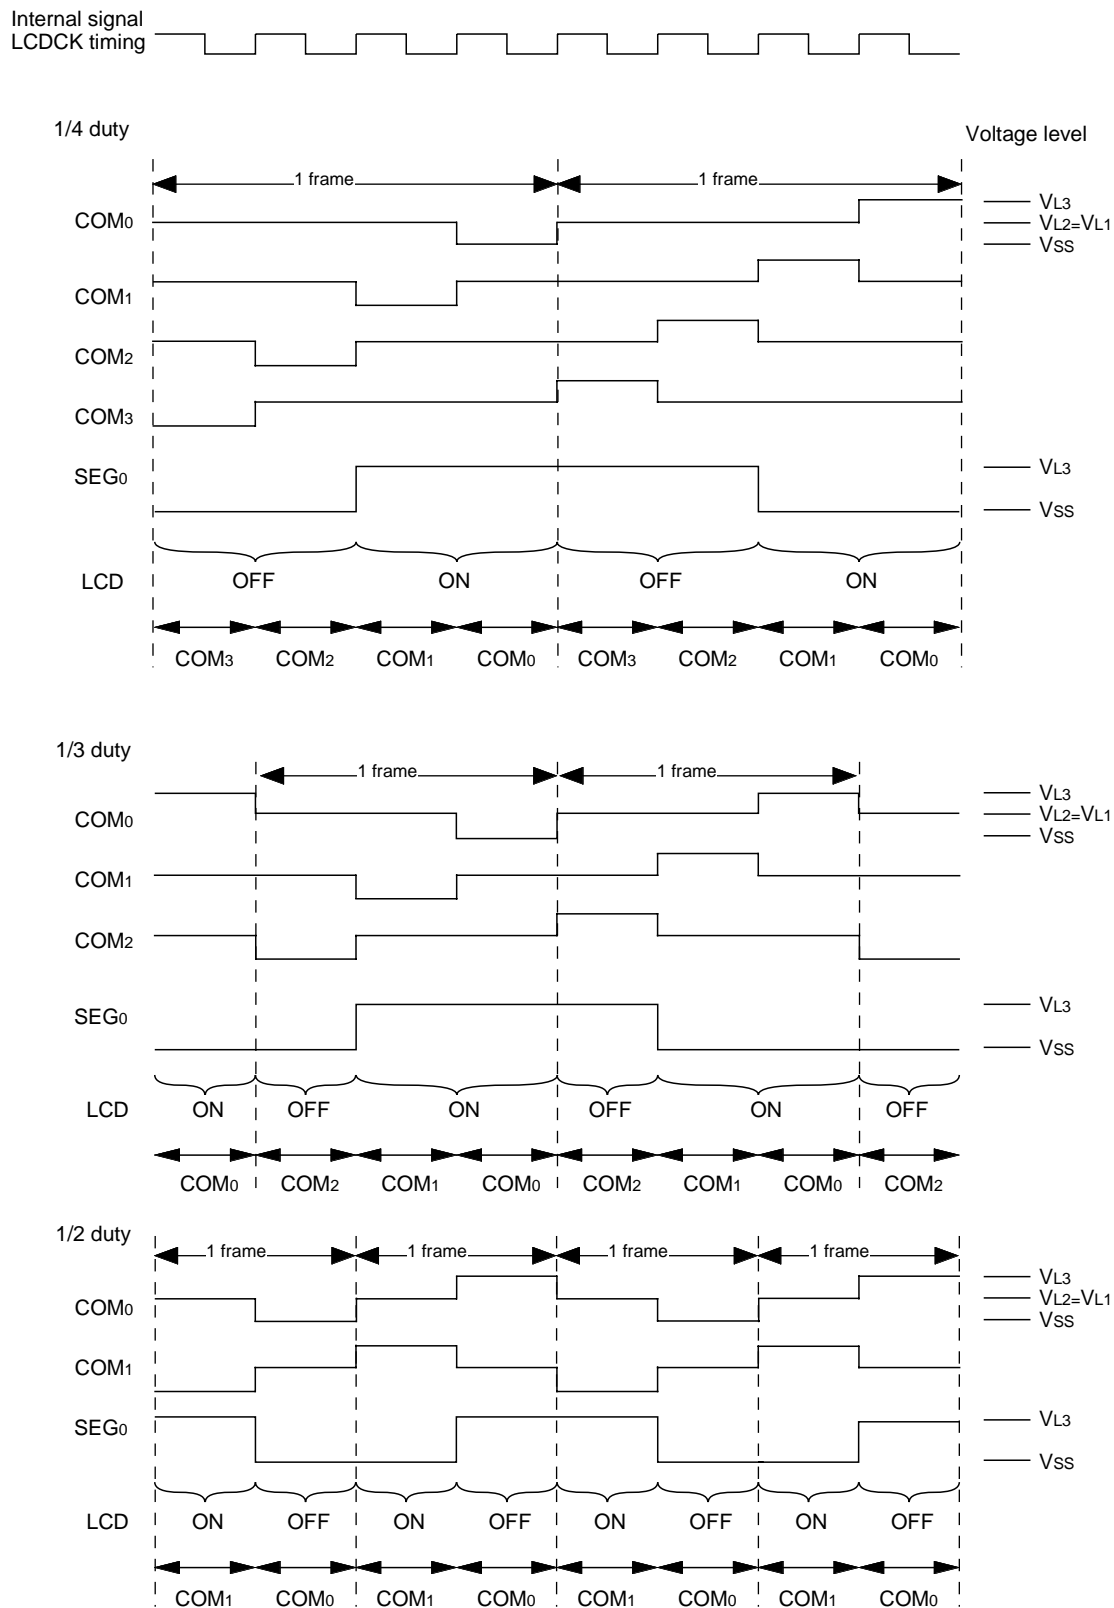 Internal signal
LCDCK timing
1/4 duty
Voltage level
1 frame 1 frame
COM0
VL3
VL2=VL1
VSS
COM1
COM2
COM3
SEG0
VL3
VSS
LCD OFF ON OFF ON
COM3 COM2 COM1 COM0 COM3 COM2 COM1 COM0
1/3 duty
1 frame 1 frame
COM0
VL3
VL2=VL1
VSS
COM1
COM2
SEG0
VL3
VSS
LCD ON OFF ON OFF ON OFF
COM0 COM2 COM1 COM0 COM2 COM1 COM0 COM2
1/2 duty
1 frame 1 frame 1 frame 1 frame
COM0
VL3
VL2=VL1
VSS
COM1
SEG0
VL3
VSS
LCD ON OFF ON OFF ON OFF ON OFF
COM1 COM0 COM1 COM0 COM1 COM0 COM1 COM0